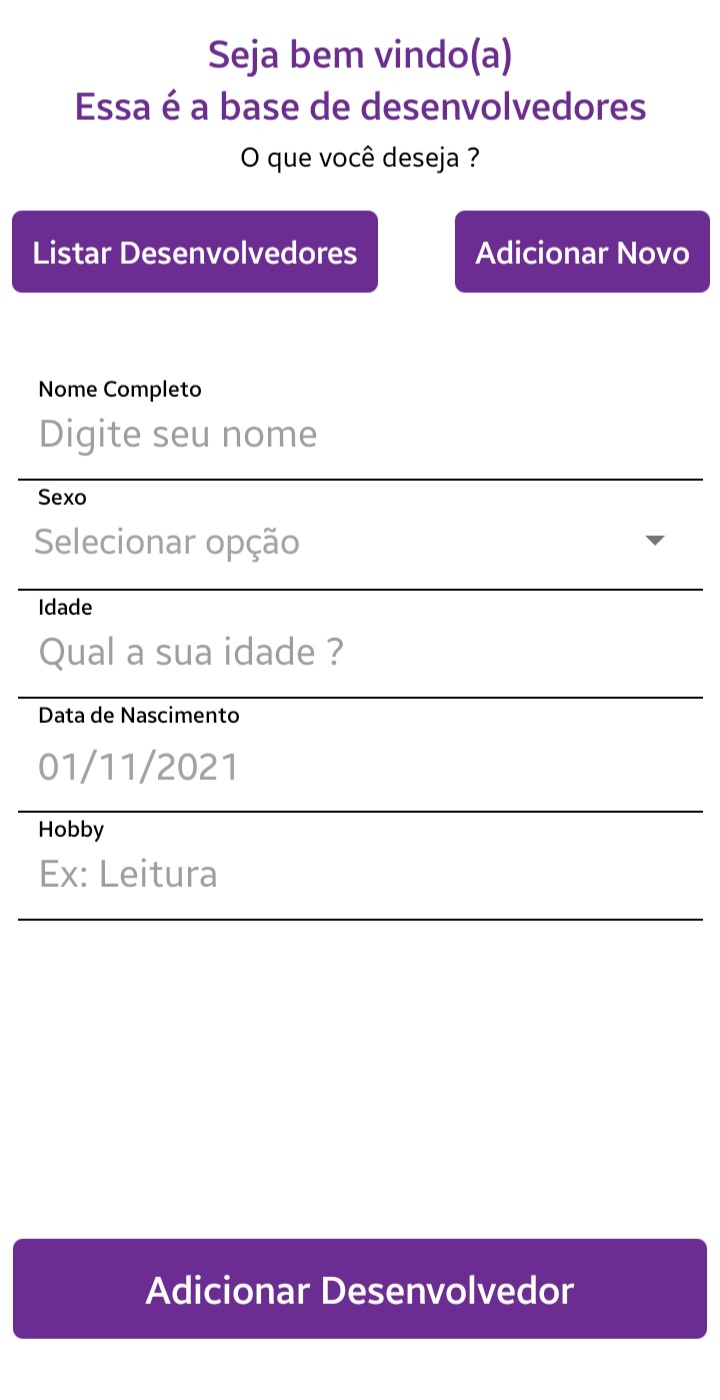 Seja bem vindo(a)
Essa é a base de desenvolvedores
O que você deseja ?
Listar Desenvolvedores
Adicionar Novo
Nome Completo
Digite seu nome
Sexo
Selecionar opção
Idade
Qual a sua idade ?
Data de Nascimento
01/11/2021
Hobby
Ex: Leitura
Adicionar Desenvolvedor